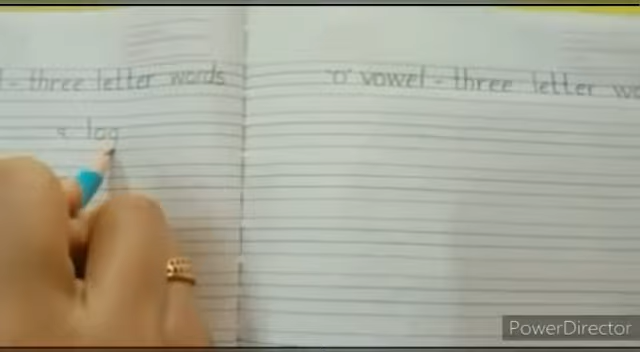 - three letter words
log
"o" vowel - three letter wo
PowerDirector